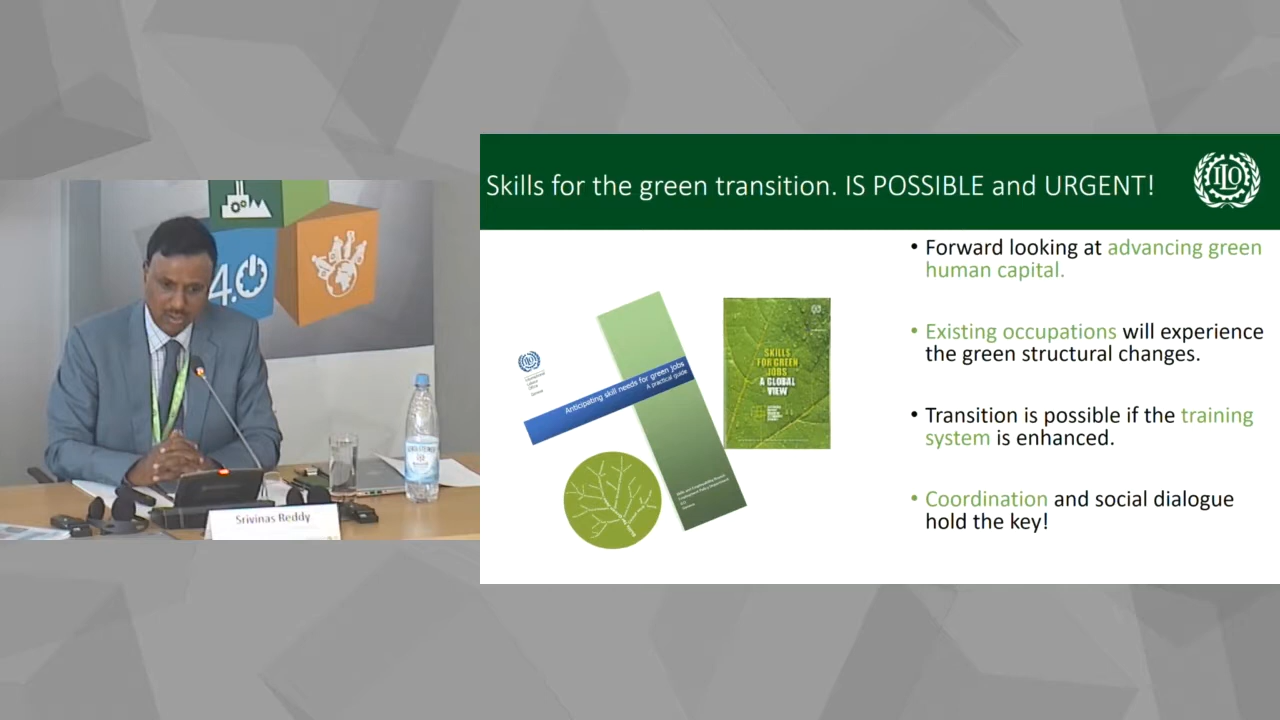 4.0
Srivinas Reddy
Skills for the green transition. IS POSSIBLE and URGENT!
ILO
Anticipating skill needs for green jobs
A practical guide
SKILLS
FOR GREEN
JOBS
A GLOBAL
VIEW
• Forward looking at advancing green
human capital.
• Existing occupations will experience
the green structural changes.
• Transition is possible if the training
system is enhanced.
• Coordination and social dialogue
hold the key!